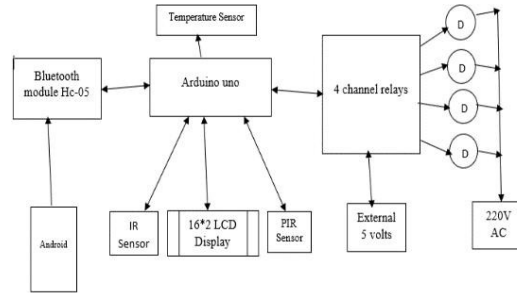 Temperature Sensor
Bluetooth
module Hc-05
Arduino uno
4 channel relays
D
D
D
D
Android
IR
Sensor
16*2 LCD
Display
PIR
Sensor
External
5 volts
220V
AC